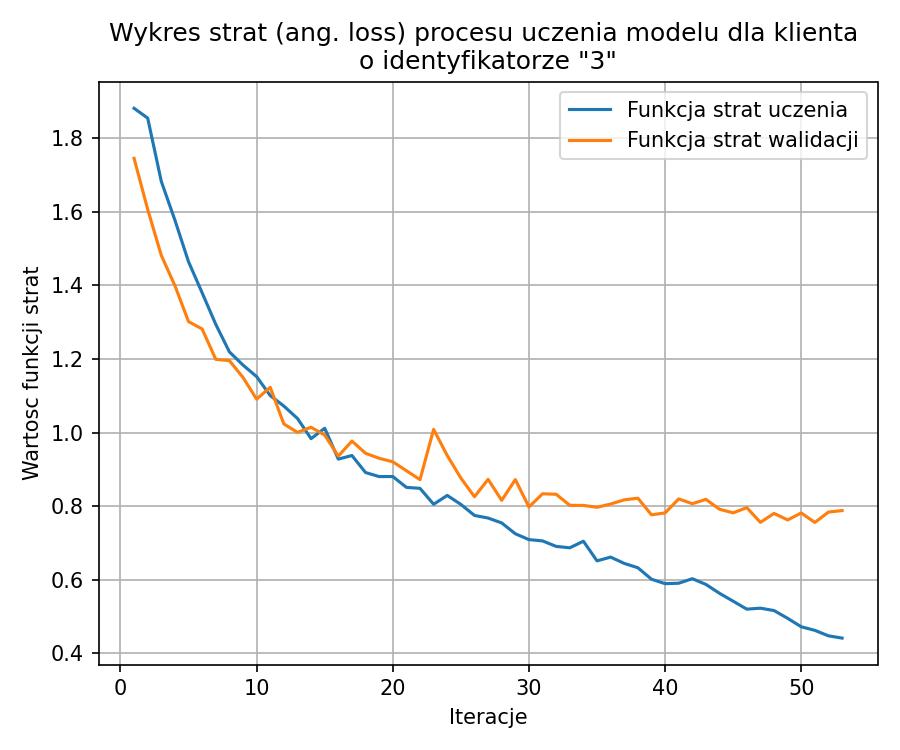 Wykres strat (ang. loss) procesu uczenia modelu dla klienta
o identyfikatorze "3"
Funkcja strat uczenia
Funkcja strat walidacji
Wartosc funkcji strat
1.8
1.6
1.4
1.2
1.0
0.8
0.6
0.4
0 10 20 30 40 50
Iteracje